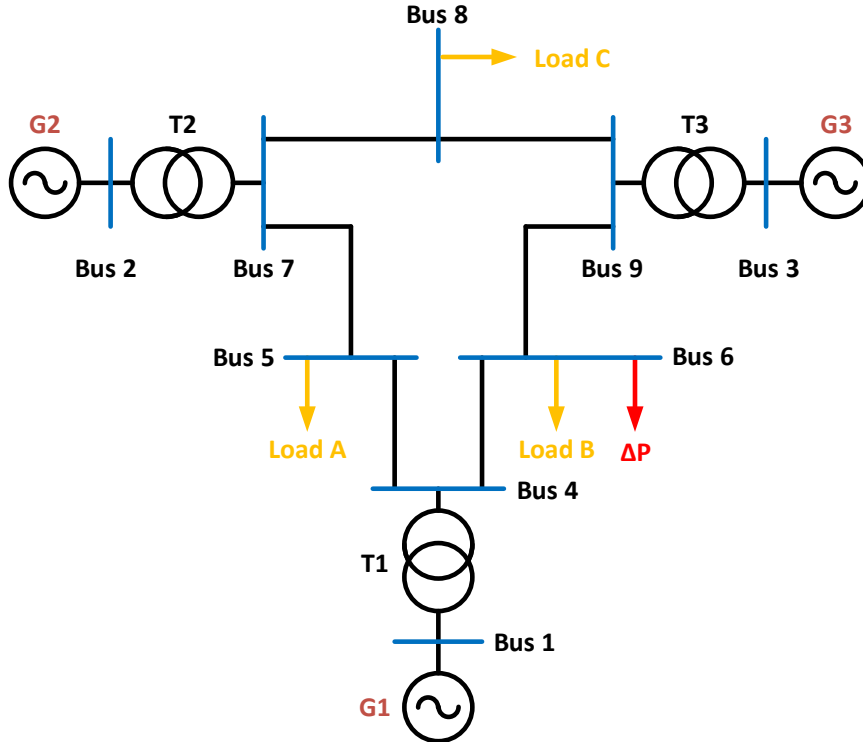 Bus 8
Load C
G2
T2
T3
G3
Bus 2
Bus 7
Bus 9
Bus 3
Bus 5
Bus 6
Load A
Load B
ΔP
Bus 4
T1
Bus 1
G1